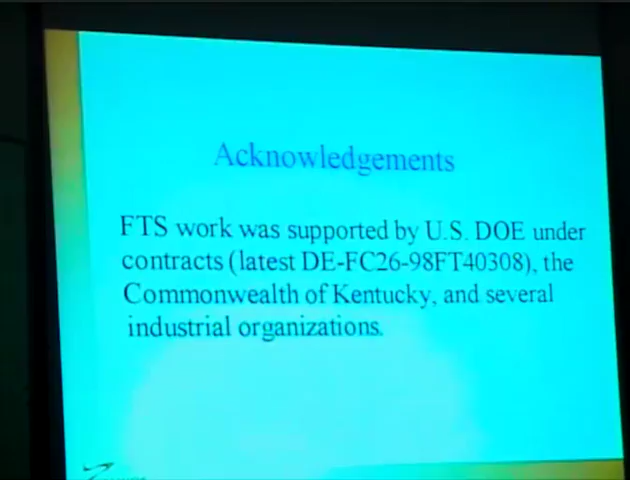 Acknowledgements
FTS work was supported by U.S. DOE under
contracts (latest DE-FC26-98FT40308), the
Commonwealth of Kentucky, and several
industrial organizations.